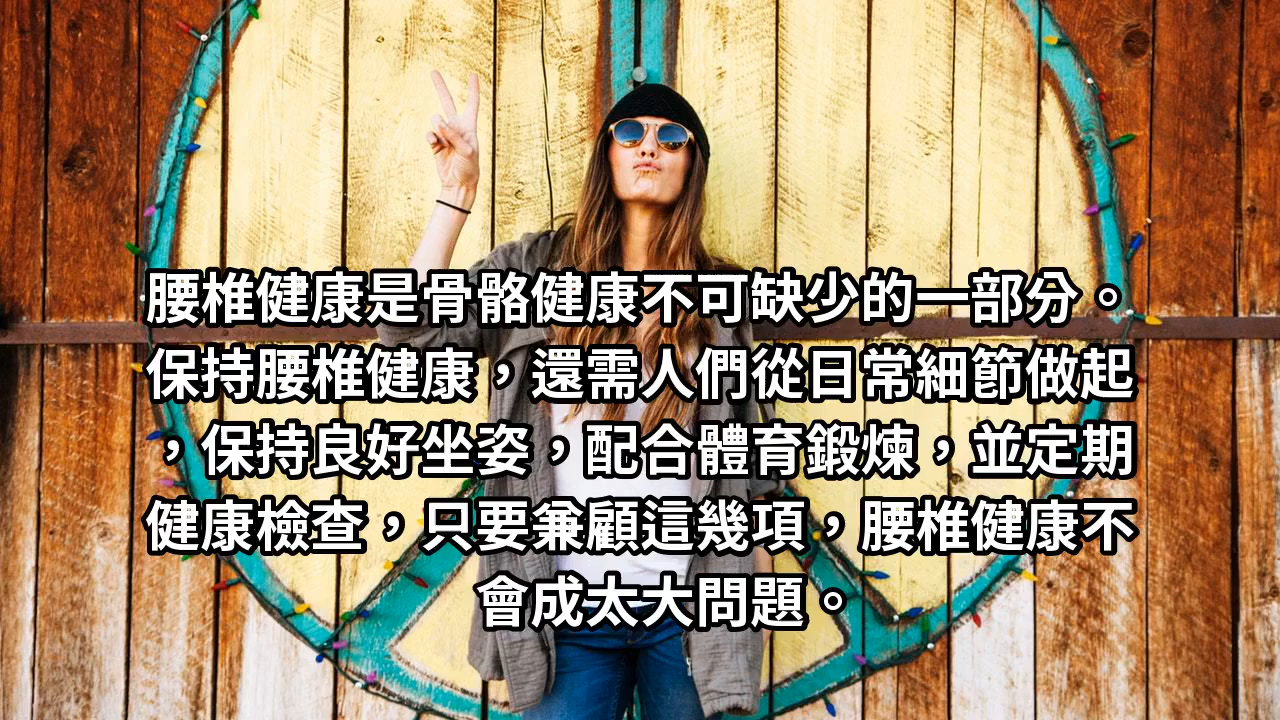 腰椎健康是骨骼健康不可缺少的一部分。
保持腰椎健康，還需人們從日常細節做起
，保持良好坐姿，配合體育鍛煉，並定期
健康檢查，只要兼顧這幾項，腰椎健康不
會成太大問題。